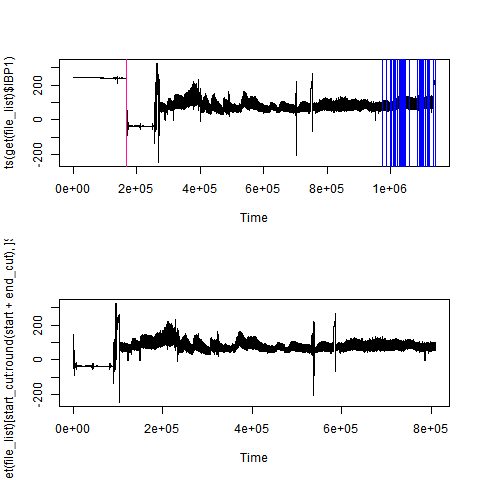 ts(get(file_list)$IBP1)
-200 0 200
0e+00 2e+05 4e+05 6e+05 8e+05 1e+06
Time
et(file_list)[start_cut:round(start + end_cut), ]$
-200 0 200
0e+00 2e+05 4e+05 6e+05 8e+05
Time